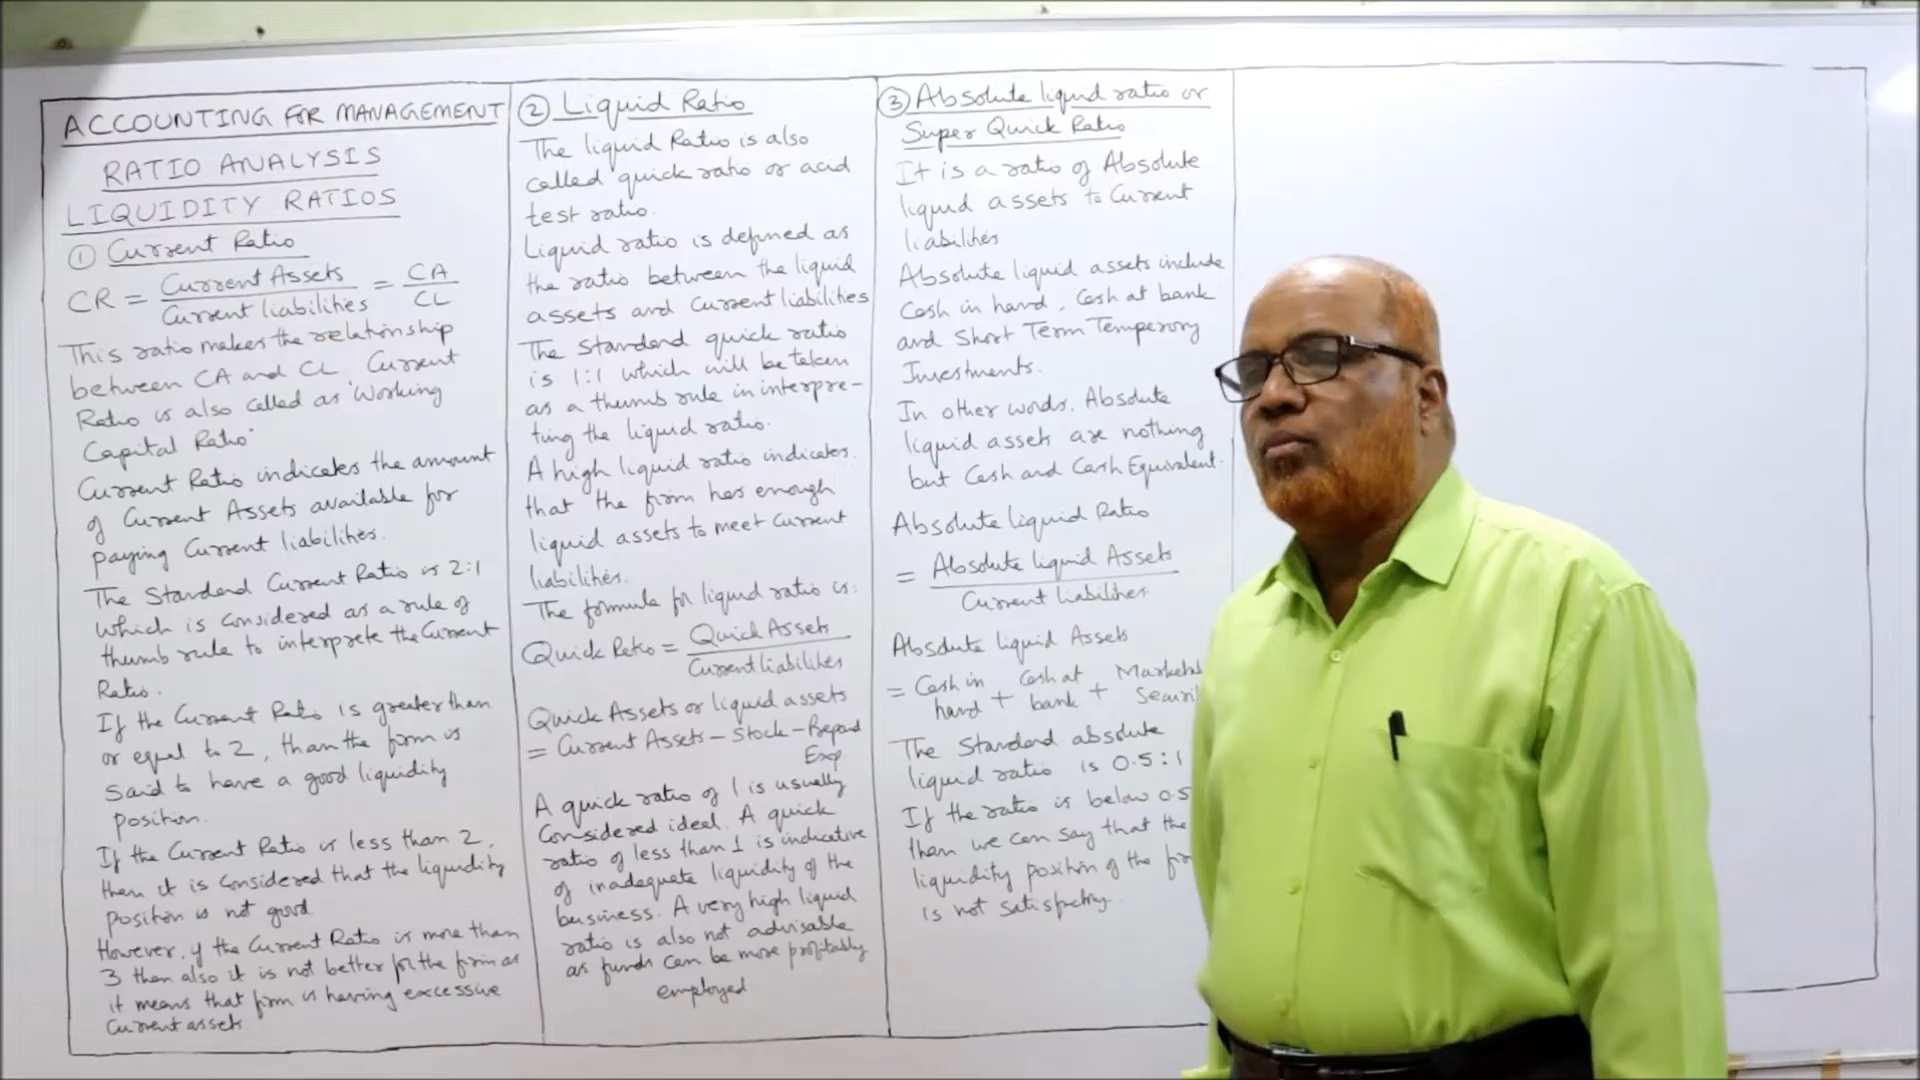 ACCOUNTING FOR MANAGEMENT
RATIO ANALYSIS
LIQUIDITY RATIOS
① Current Ratio
CR = Current Assets / Current liabilities = CA / CL
This ratio makes the relationship
between CA and CL. Current
Ratio is also called as 'Working
Capital Ratio'
Current Ratio indicates the amount
of Current Assets available for
paying Current liabilities.
The Standard Current Ratio is 2:1
which is considered as a rule of
thumb rule to interprete the Current
Ratio.
If the Current Ratio is greater than
or equal to 2, than the firm is
said to have a good liquidity
position.
If the Current Ratio is less than 2,
then it is considered that the liquidity
position is not good
However, if the Current Ratio is more than
3 then also it is not better for the firm as
it means that firm is having excessive
Current assets
② Liquid Ratio
The liquid Ratio is also
called quick ratio or acid
test ratio.
Liquid ratio is defined as
the ratio between the liquid
assets and Current liabilities
The Standard quick ratio
is 1:1 which will be taken
as a thumb rule in interpre-
ting the liquid ratio.
A high liquid ratio indicates
that the firm has enough
liquid assets to meet Current
liabilities.
The formula for liquid ratio is:
Quick Ratio = Quick Assets / Current liabilities
Quick Assets or liquid assets
= Current Assets - Stock - Prepaid
Exp
A quick ratio of 1 is usually
Considered ideal. A quick
ratio of less than 1 is indicative
of inadequate liquidity of the
business. A very high liquid
ratio is also not advisable
as funds can be more profitably
employed
③ Absolute liquid ratio or
Super Quick Ratio
It is a ratio of Absolute
liquid assets to Current
liabilities
Absolute liquid assets include
Cash in hand, Cash at bank
and Short Term Temperory
Investments.
In other words, Absolute
liquid assets are nothing
but Cash and Cash Equivalent.
Absolute liquid Ratio
= Absolute liquid Assets / Current liabilities
Absolute liquid Assets
= Cash in hand + Cash at bank +
The Standard absolute
liquid ratio is 0.5:1
If the ratio is below 0.5
then we can say that the
liquidity position of the
is not satisfactry.